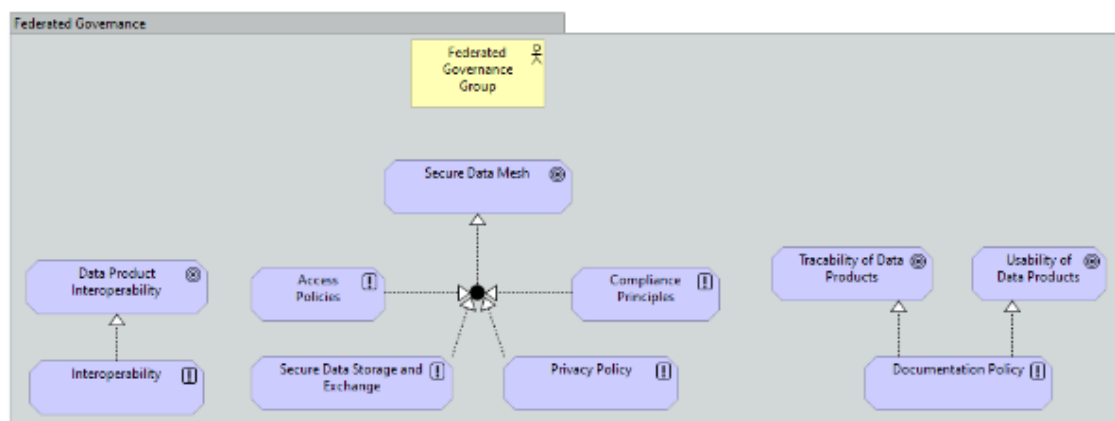 Federated Governance
Federated
Governance
Group
Secure Data Mesh
Data Product
Interoperability
Access
Policies
Compliance
Principles
Tracability of Data
Products
Usability of
Data Products
Interoperability
Secure Data Storage and
Exchange
Privacy Policy
Documentation Policy